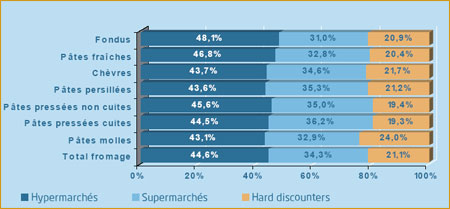 Fondus 48,1% 31,0% 20,9%
Pâtes fraîches 46,8% 32,8% 20,4%
Chèvres 43,7% 34,6% 21,7%
Pâtes persillées 43,6% 35,3% 21,2%
Pâtes pressées non cuites 45,6% 35,0% 19,4%
Pâtes pressées cuites 44,5% 36,2% 19,3%
Pâtes molles 43,1% 32,9% 24,0%
Total fromage 44,6% 34,3% 21,1%
0% 20% 40% 60% 80% 100%
Hypermarchés Supermarchés Hard discounters